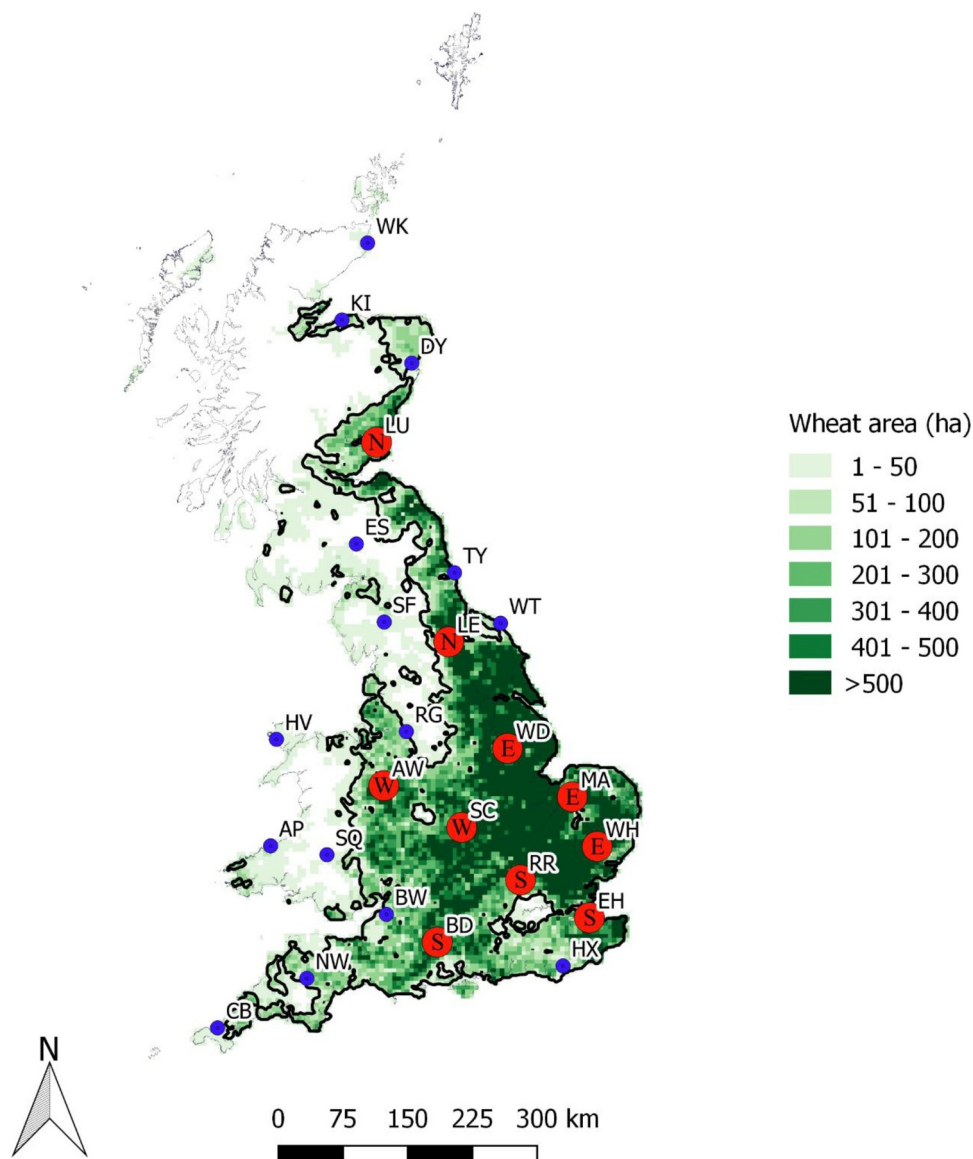 WK
KI
DY
LU
N
ES
TY
SF
WT
LE
N
HV
RG
WD
E
AW
W
MA
E
SC
W
WH
E
AP
SQ
RR
S
BW
EH
S
BD
S
HX
NW
CB
Wheat area (ha)
1 - 50
51 - 100
101 - 200
201 - 300
301 - 400
401 - 500
>500
N
0 75 150 225 300 km